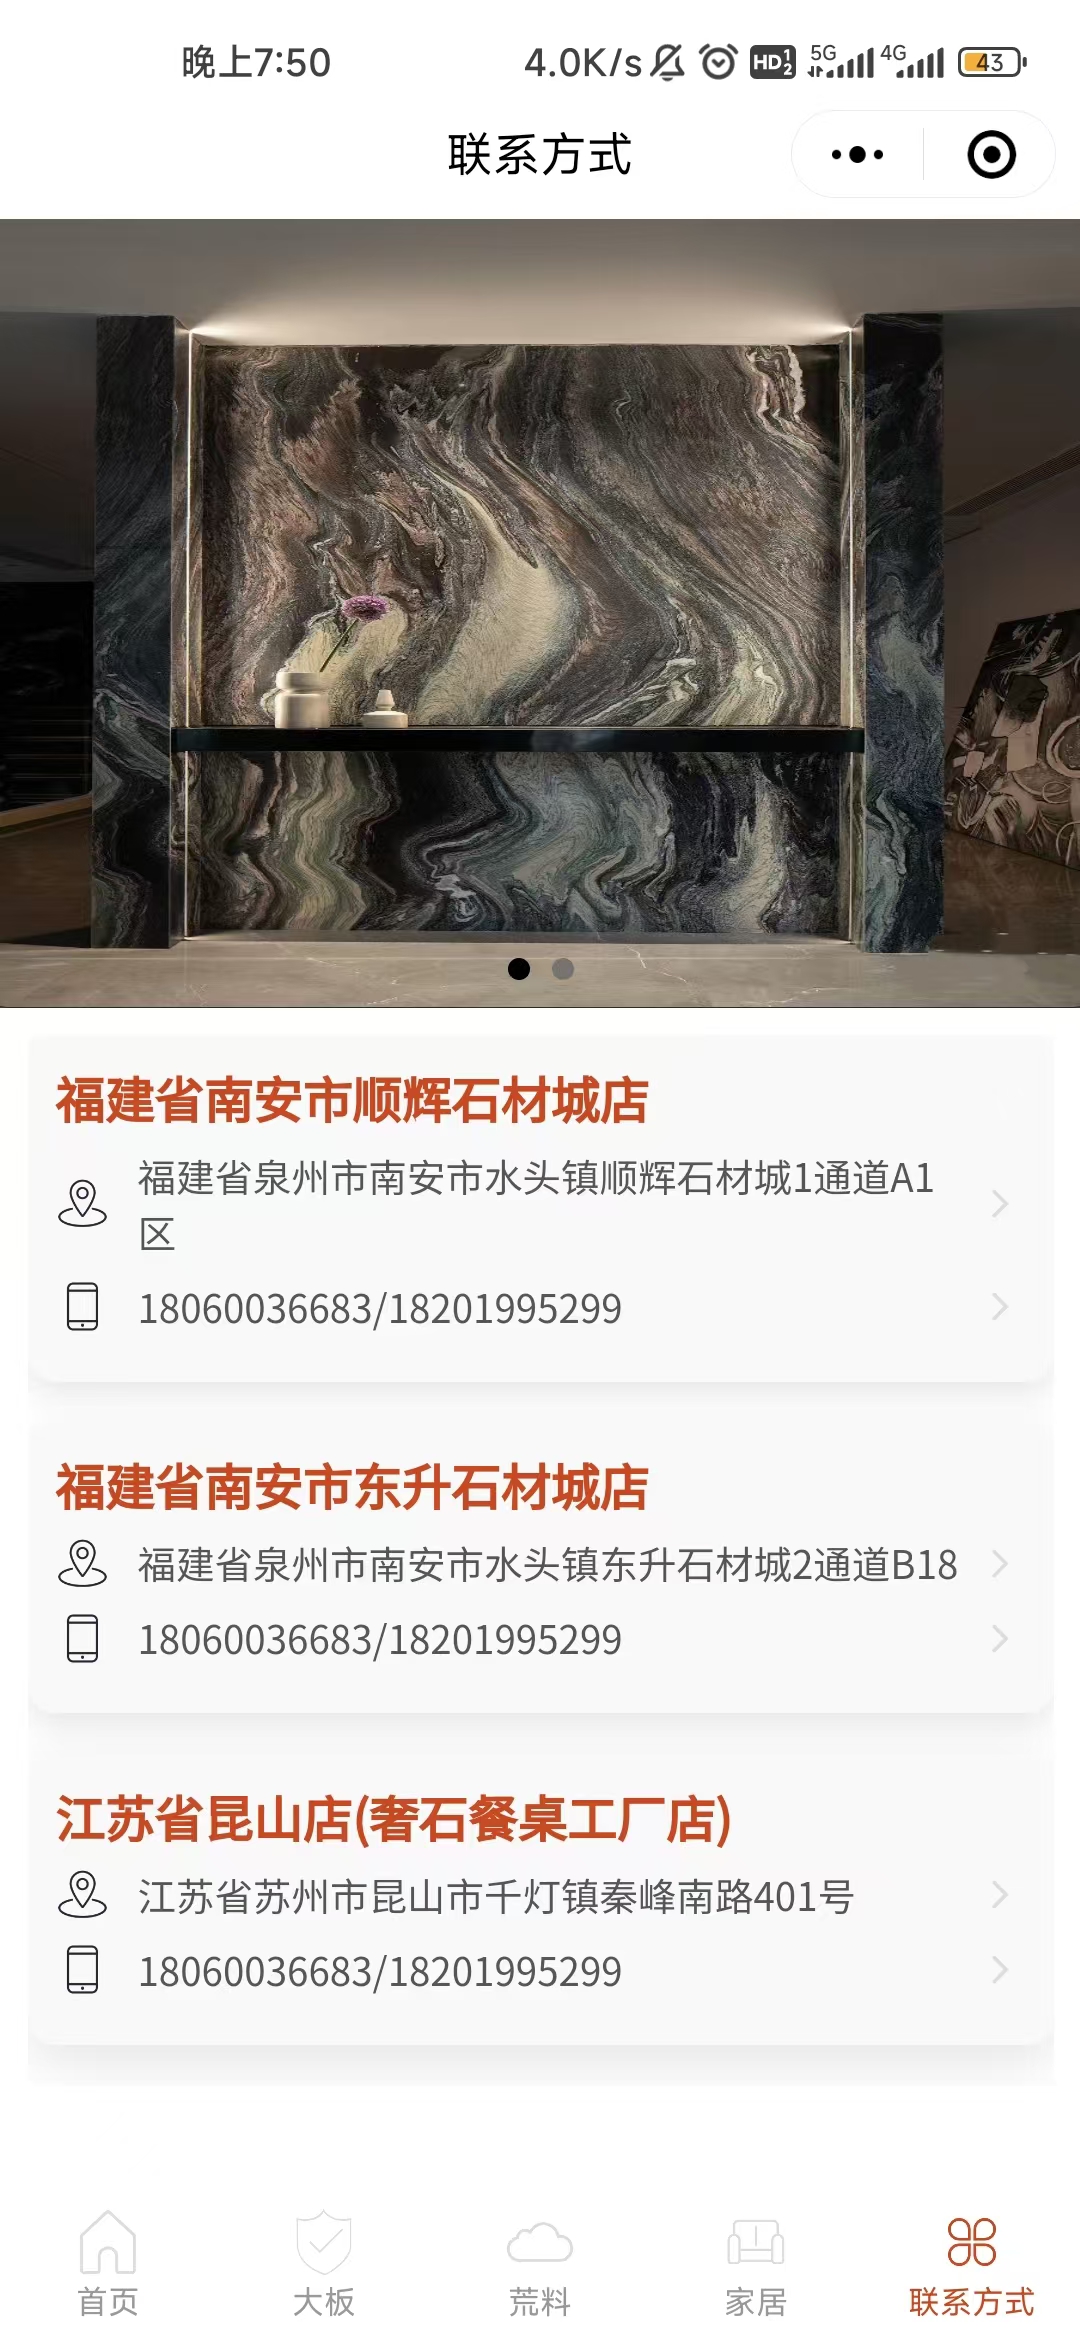 晚上7:50
4.0K/s
HD 1 2
5G
4G
43
联系方式
福建省南安市顺辉石材城店
福建省泉州市南安市水头镇顺辉石材城1通道A1
区
18060036683/18201995299
福建省南安市东升石材城店
福建省泉州市南安市水头镇东升石材城2通道B18
18060036683/18201995299
江苏省昆山店(奢石餐桌工厂店)
江苏省苏州市昆山市千灯镇秦峰南路401号
18060036683/18201995299
首页
大板
荒料
家居
联系方式